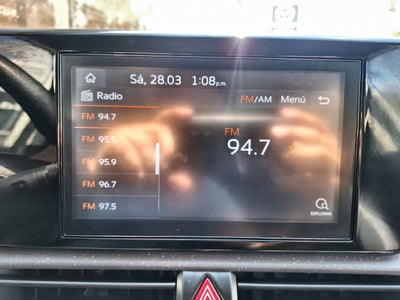 Sá, 28.03 1:08p.m.
Radio FM/AM Menú
FM 94.7
FM 95.5
FM 95.9
FM 96.7
FM 97.5
FM
94.7
EXPLORAR